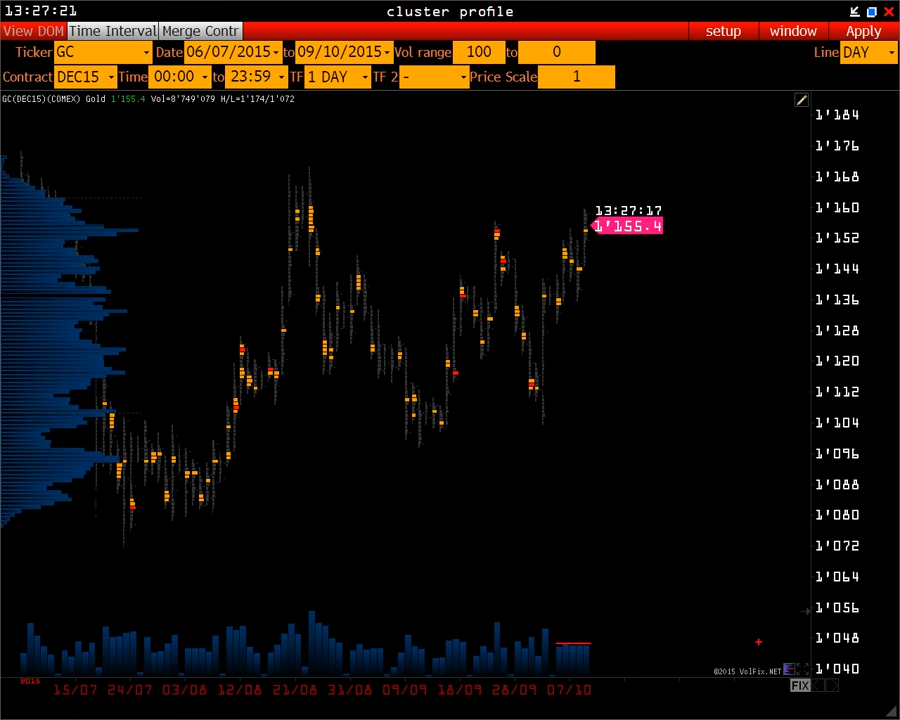 13:27:21 cluster profile
View DOM Time Interval Merge Contr setup window Apply
Ticker GC Date 06/07/2015 to 09/10/2015 Vol range 100 to 0 Line DAY
Contract DEC15 Time 00:00 to 23:59 TF 1 DAY TF 2 - Price Scale 1
GC(DEC15)(COMEX) Gold 1'155.4 Vol=8'749'079 H/L=1'174/1'072
1'184
1'176
1'168
1'160
13:27:17
1'155.4
1'152
1'144
1'136
1'128
1'120
1'112
1'104
1'096
1'088
1'080
1'072
1'064
1'056
1'048
1'040
©2015 VolFix.NET
2015
15/07 24/07 03/08 12/08 21/08 31/08 09/09 18/09 28/09 07/10
FIX